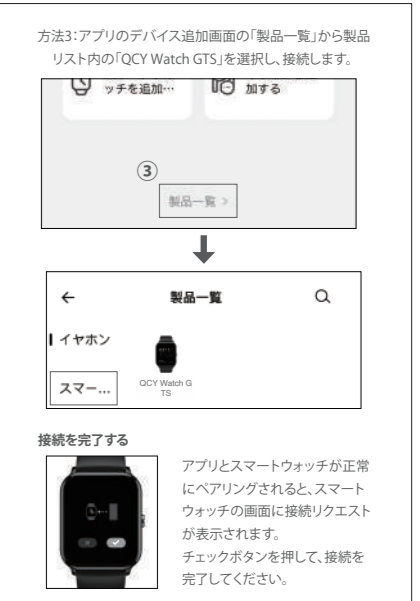 方法3：アプリのデバイス追加画面の「製品一覧」から製品
リスト内の「QCY Watch GTS」を選択し、接続します。
ッチを追加…
加する
③
製品一覧 >
← 製品一覧
イヤホン
スマー...
QCY Watch G
TS
接続を完了する
アプリとスマートウォッチが正常
にペアリングされると、スマート
ウォッチの画面に接続リクエスト
が表示されます。
チェックボタンを押して、接続を
完了してください。